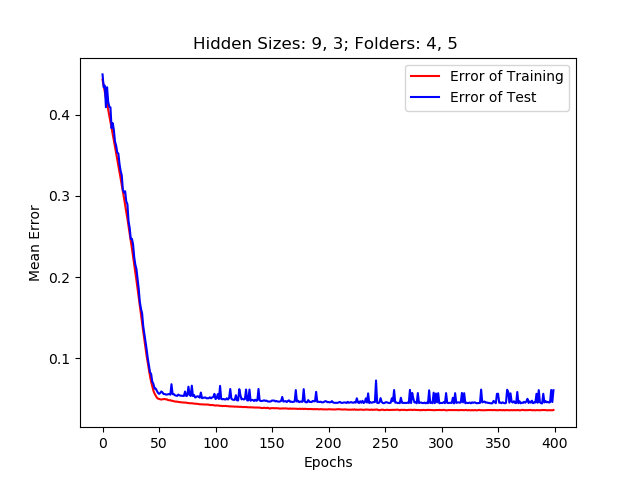 Hidden Sizes: 9, 3; Folders: 4, 5
Error of Training
Error of Test
Mean Error
0.4
0.3
0.2
0.1
0 50 100 150 200 250 300 350 400
Epochs